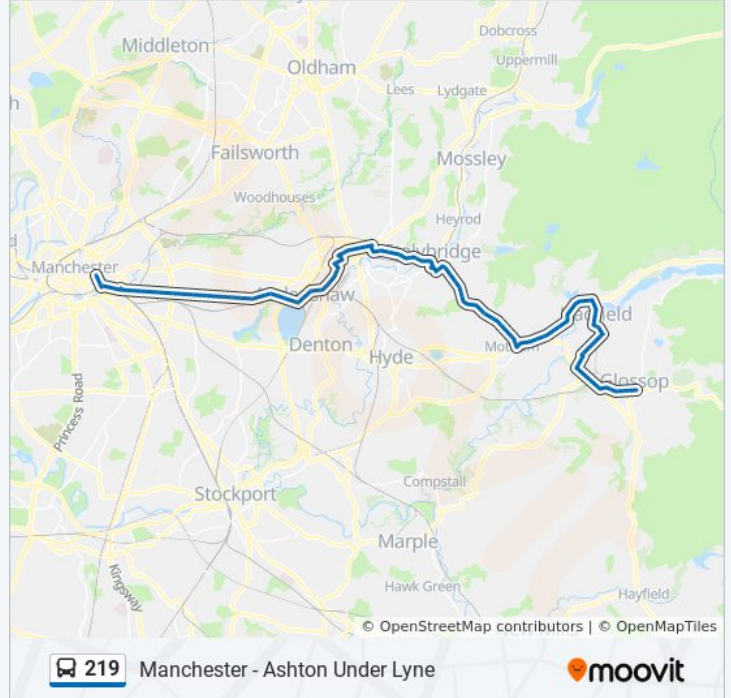 Dobcross
Middleton
Uppermill
Oldham
Lees
Lydgate
h
Failsworth
Mossley
Woodhouses
Heyrod
d
Manchester
Denton
Hyde
Glossop
Princess Road
Compstall
Stockport
Marple
Kingsway
Hawk Green
Hayfield
© OpenStreetMap contributors | © OpenMapTiles
219 Manchester - Ashton Under Lyne
moovit